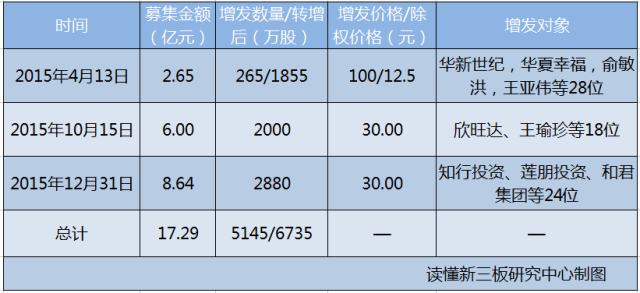 时间 募集金额（亿元） 增发数量/转增后（万股） 增发价格/除权价格（元） 增发对象
2015年4月13日 2.65 265/1855 100/12.5 华新世纪，华夏幸福，俞敏洪，王亚伟等28位
2015年10月15日 6.00 2000 30.00 欣旺达、王瑜珍等18位
2015年12月31日 8.64 2880 30.00 知行投资、莲朋投资、和君集团等24位
总计 17.29 5145/6735 — —
读懂新三板研究中心制图